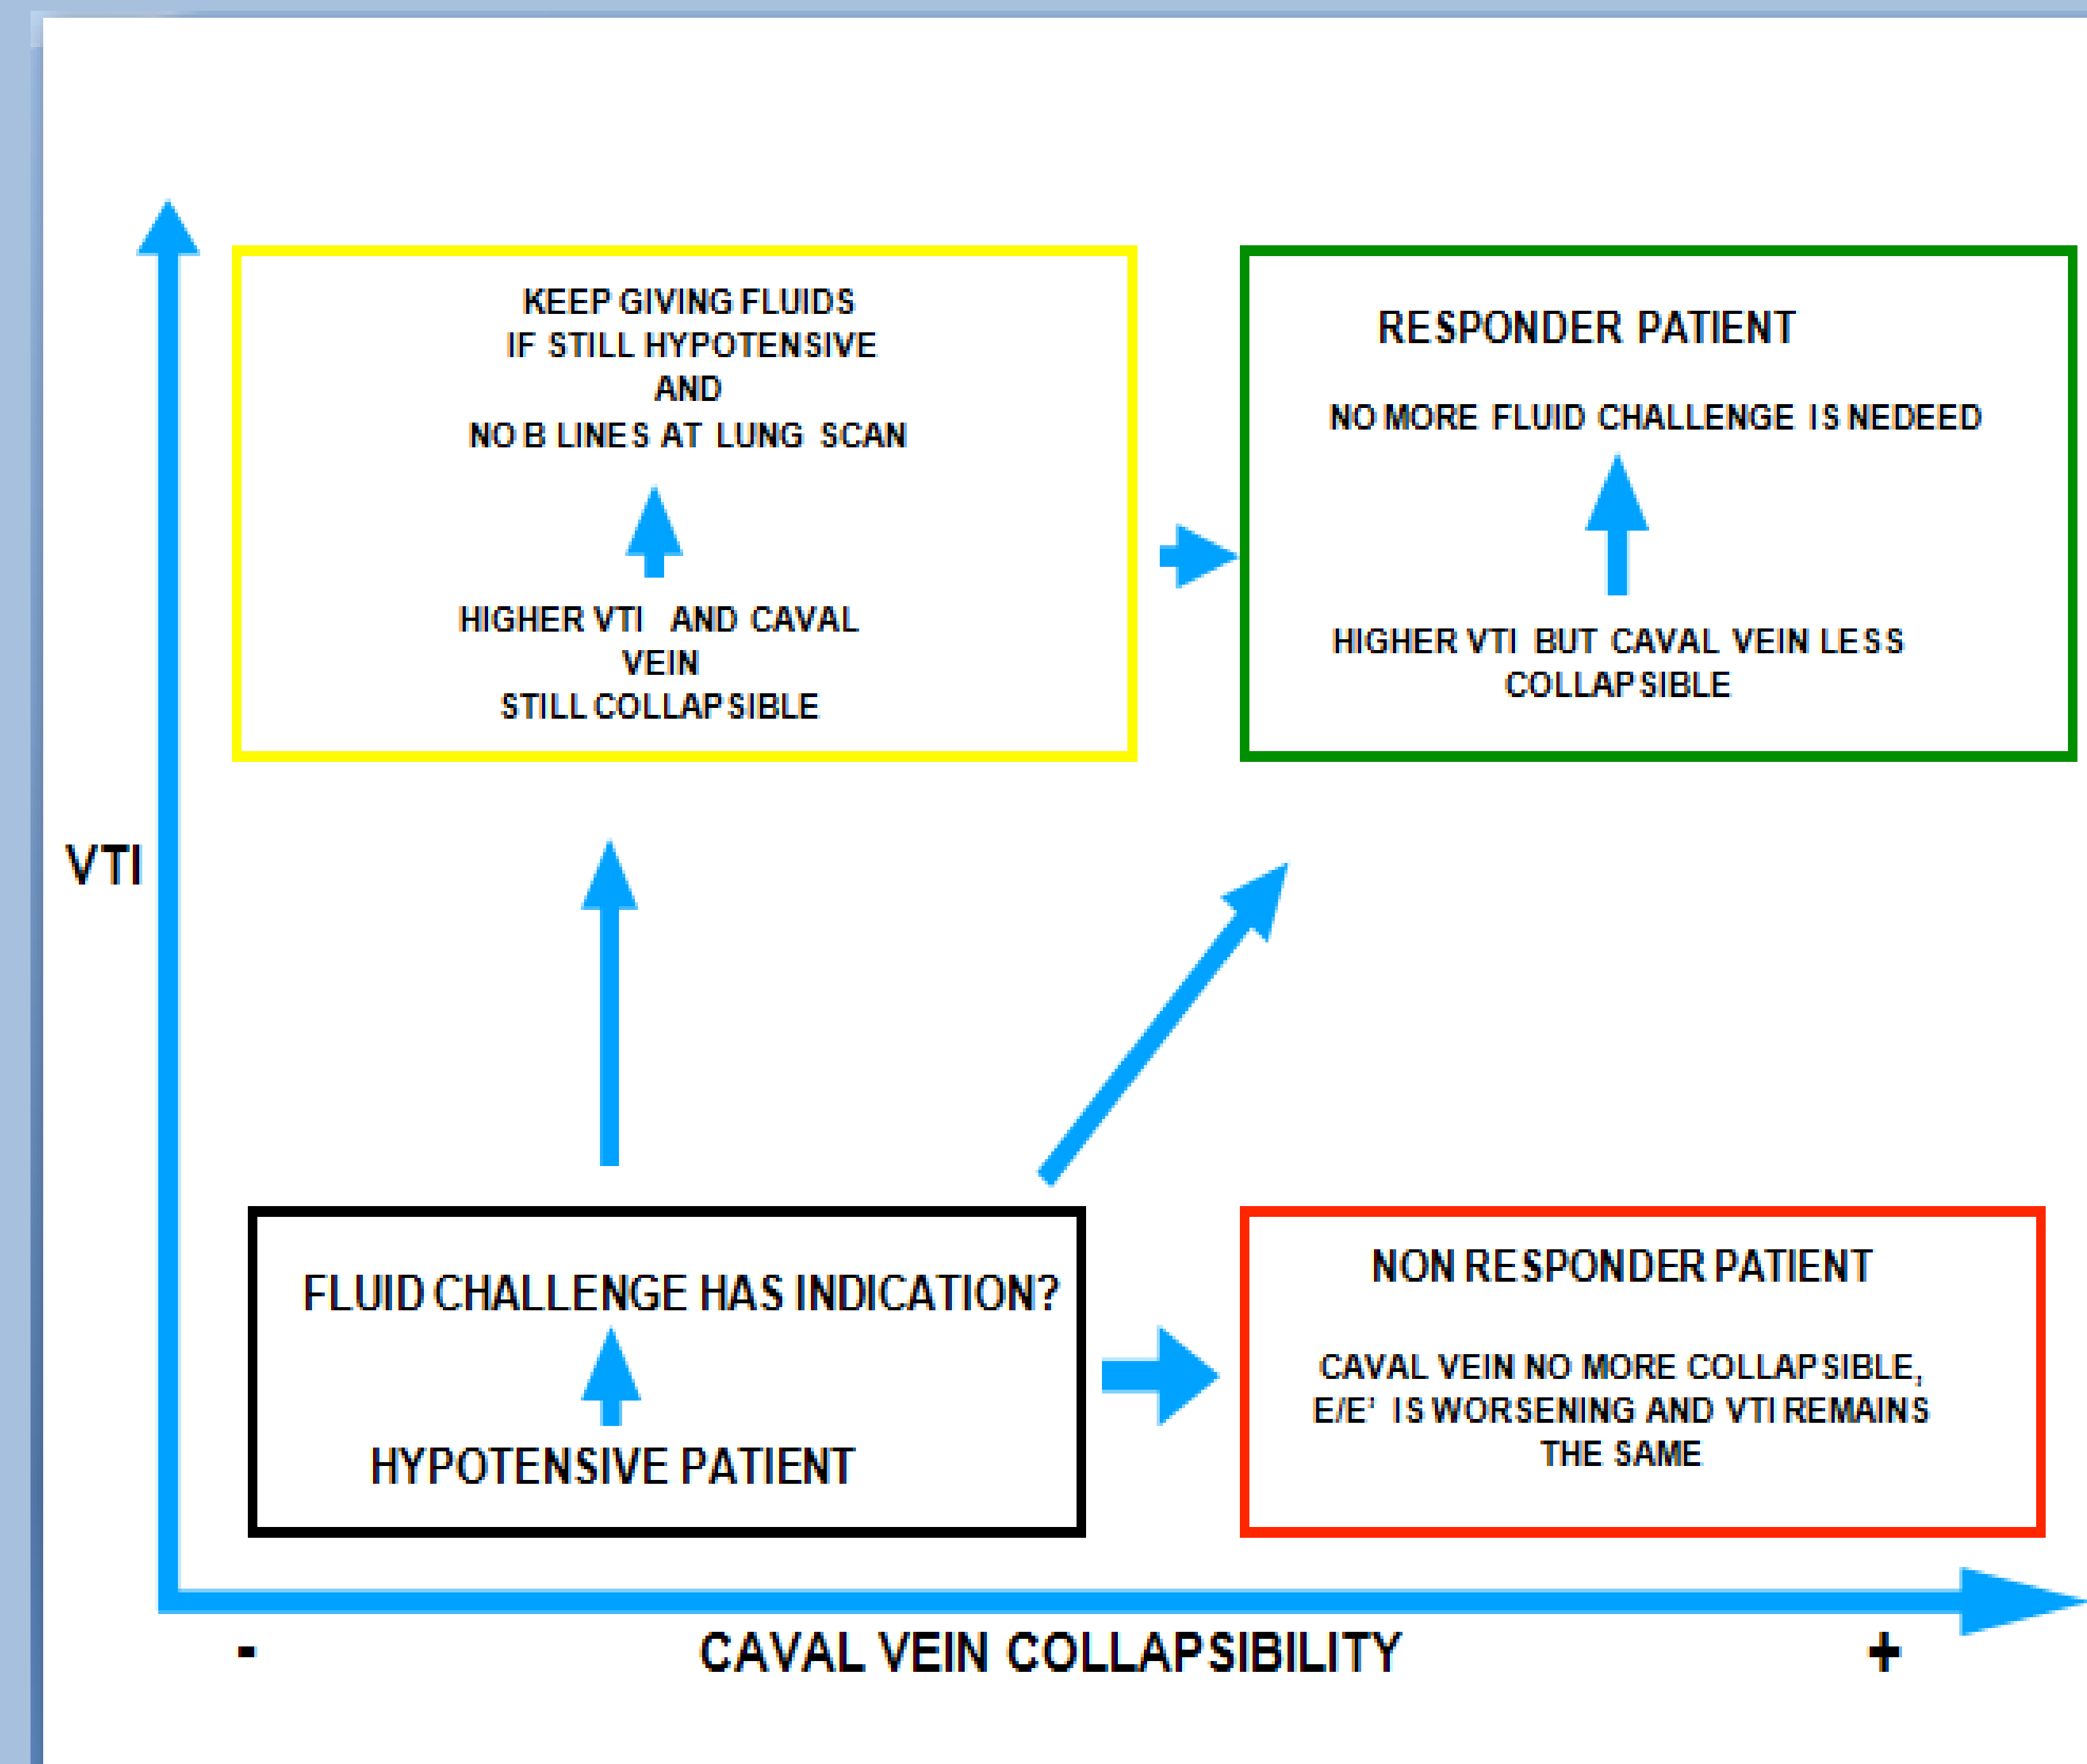 KEEP GIVING FLUIDS
IF STILL HYPOTENSIVE
AND
NO B LINES AT LUNG SCAN
HIGHER VTI AND CAVAL
VEIN
STILL COLLAPSIBLE
RESPONDER PATIENT
NO MORE FLUID CHALLENGE IS NEDEED
HIGHER VTI BUT CAVAL VEIN LESS
COLLAPSIBLE
VTI
FLUID CHALLENGE HAS INDICATION?
HYPOTENSIVE PATIENT
NON RESPONDER PATIENT
CAVAL VEIN NO MORE COLLAPSIBLE,
E/E' IS WORSENING AND VTI REMAINS
THE SAME
- CAVAL VEIN COLLAPSIBILITY +